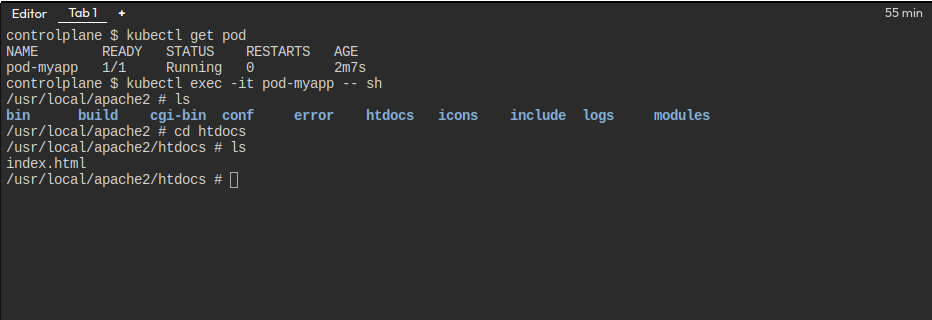 Editor Tab 1 + 55 min
controlplane $ kubectl get pod
NAME READY STATUS RESTARTS AGE
pod-myapp 1/1 Running 0 2m7s
controlplane $ kubectl exec -it pod-myapp -- sh
/usr/local/apache2 # ls
bin build cgi-bin conf error htdocs icons include logs modules
/usr/local/apache2 # cd htdocs
/usr/local/apache2/htdocs # ls
index.html
/usr/local/apache2/htdocs #